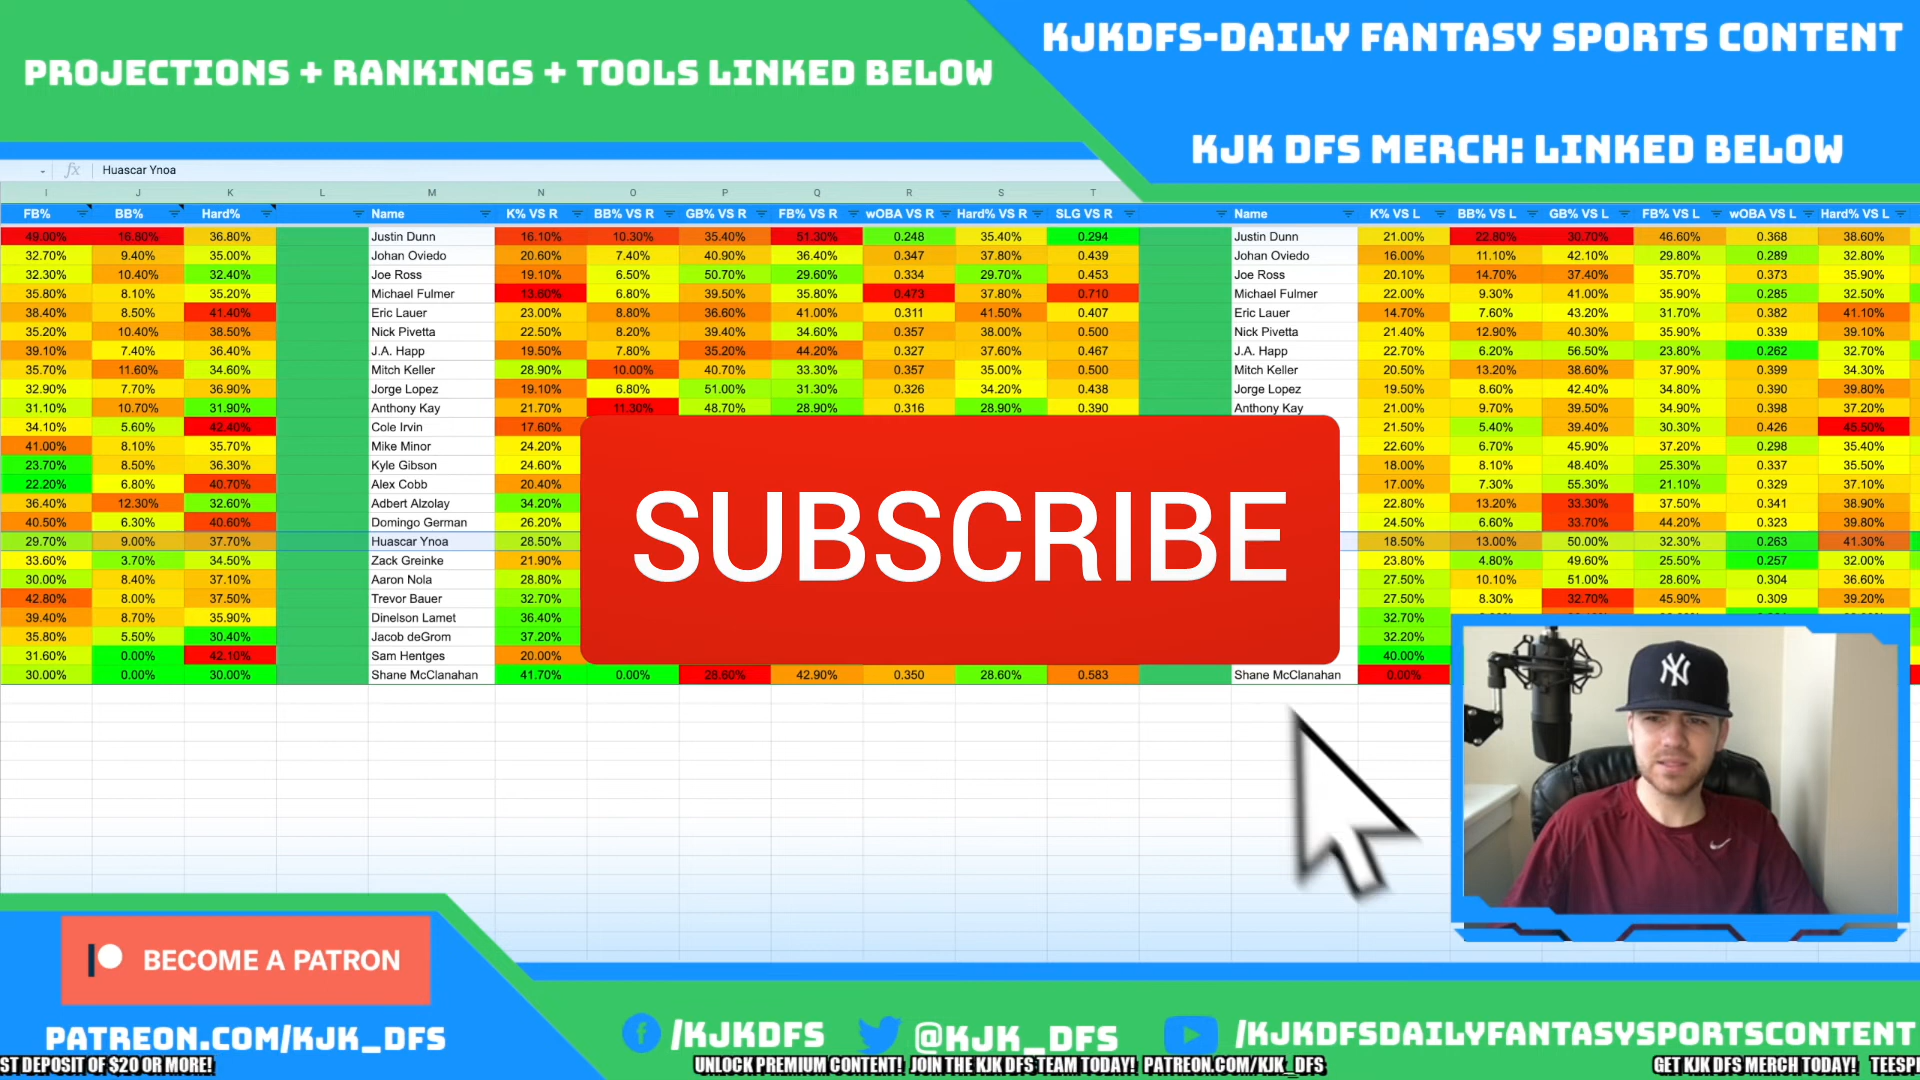 KJKDFS-DAILY FANTASY SPORTS CONTENT
PROJECTIONS + RANKINGS + TOOLS LINKED BELOW
KJK DFS MERCH: LINKED BELOW
fx Huascar Ynoa
I J K L M N O P Q R S T
FB% BB% Hard% Name K% VS R BB% VS R GB% VS R FB% VS R wOBA VS R Hard% VS R SLG VS R Name K% VS L BB% VS L GB% VS L FB% VS L wOBA VS L Hard% VS L
49.00% 16.80% 36.80% Justin Dunn 16.10% 10.30% 35.40% 51.30% 0.248 35.40% 0.294 Justin Dunn 21.00% 22.80% 30.70% 46.60% 0.368 38.60%
32.70% 9.40% 35.00% Johan Oviedo 20.60% 7.40% 40.90% 36.40% 0.347 37.80% 0.439 Johan Oviedo 16.00% 11.10% 42.10% 29.80% 0.289 32.80%
32.30% 10.40% 32.40% Joe Ross 19.10% 6.50% 50.70% 29.60% 0.334 29.70% 0.453 Joe Ross 20.10% 14.70% 37.40% 35.70% 0.373 35.90%
35.80% 8.10% 35.20% Michael Fulmer 13.60% 6.80% 39.50% 35.80% 0.473 37.80% 0.710 Michael Fulmer 22.00% 9.30% 41.00% 35.90% 0.285 32.50%
38.40% 8.50% 41.40% Eric Lauer 23.00% 8.80% 36.60% 41.00% 0.311 41.50% 0.407 Eric Lauer 14.70% 7.60% 43.20% 31.70% 0.382 41.10%
35.20% 10.40% 38.50% Nick Pivetta 22.50% 8.20% 39.40% 34.60% 0.357 38.00% 0.500 Nick Pivetta 21.40% 12.90% 40.30% 35.90% 0.339 39.10%
39.10% 7.40% 36.40% J.A. Happ 19.50% 7.80% 35.20% 44.20% 0.327 37.60% 0.467 J.A. Happ 22.70% 6.20% 56.50% 23.80% 0.262 32.70%
35.70% 11.60% 34.60% Mitch Keller 28.90% 10.00% 40.70% 33.30% 0.357 35.00% 0.500 Mitch Keller 20.50% 13.20% 38.60% 37.90% 0.399 34.30%
32.90% 7.70% 36.90% Jorge Lopez 19.10% 6.80% 51.00% 31.30% 0.326 34.20% 0.438 Jorge Lopez 19.50% 8.60% 42.40% 34.80% 0.390 39.80%
31.10% 10.70% 31.90% Anthony Kay 21.70% 11.30% 48.70% 28.90% 0.316 28.90% 0.390 Anthony Kay 21.00% 9.70% 39.50% 34.90% 0.398 37.20%
34.10% 5.60% 42.40% Cole Irvin 17.60% 21.50% 5.40% 39.40% 30.30% 0.426 45.50%
41.00% 8.10% 35.70% Mike Minor 24.20% 22.60% 6.70% 45.90% 37.20% 0.298 35.40%
23.70% 8.50% 36.30% Kyle Gibson 24.60% 18.00% 8.10% 48.40% 25.30% 0.337 35.50%
22.20% 6.80% 40.70% Alex Cobb 20.40% 17.00% 7.30% 55.30% 21.10% 0.329 37.10%
36.40% 12.30% 32.60% Adbert Alzolay 34.20% 22.80% 13.20% 33.30% 37.50% 0.341 38.90%
40.50% 6.30% 40.60% Domingo German 26.20% 24.50% 6.60% 33.70% 44.20% 0.323 39.80%
29.70% 9.00% 37.70% Huascar Ynoa 28.50% 18.50% 13.00% 50.00% 32.30% 0.263 41.30%
33.60% 3.70% 34.50% Zack Greinke 21.90% 23.80% 4.80% 49.60% 25.50% 0.257 32.00%
30.00% 8.40% 37.10% Aaron Nola 28.80% 27.50% 10.10% 51.00% 28.60% 0.304 36.60%
42.80% 8.00% 37.50% Trevor Bauer 32.70% 27.50% 8.30% 32.70% 45.90% 0.309 39.20%
39.40% 8.70% 35.90% Dinelson Lamet 36.40% 32.70%
35.80% 5.50% 30.40% Jacob deGrom 37.20% 32.20%
31.60% 0.00% 42.10% Sam Hentges 20.00% 40.00%
30.00% 0.00% 30.00% Shane McClanahan 41.70% 0.00% 28.60% 42.90% 0.350 28.60% 0.583 Shane McClanahan 0.00%
SUBSCRIBE
NY
BECOME A PATRON
PATREON.COM/KJK_DFS
/KJKDFS @KJK_DFS /KJKDFSDAILYFANTASYSPORTSCONTENT
ST DEPOSIT OF $20 OR MORE! UNLOCK PREMIUM CONTENT! JOIN THE KJK DFS TEAM TODAY! PATREON.COM/KJK_DFS GET KJK DFS MERCH TODAY! TEESP